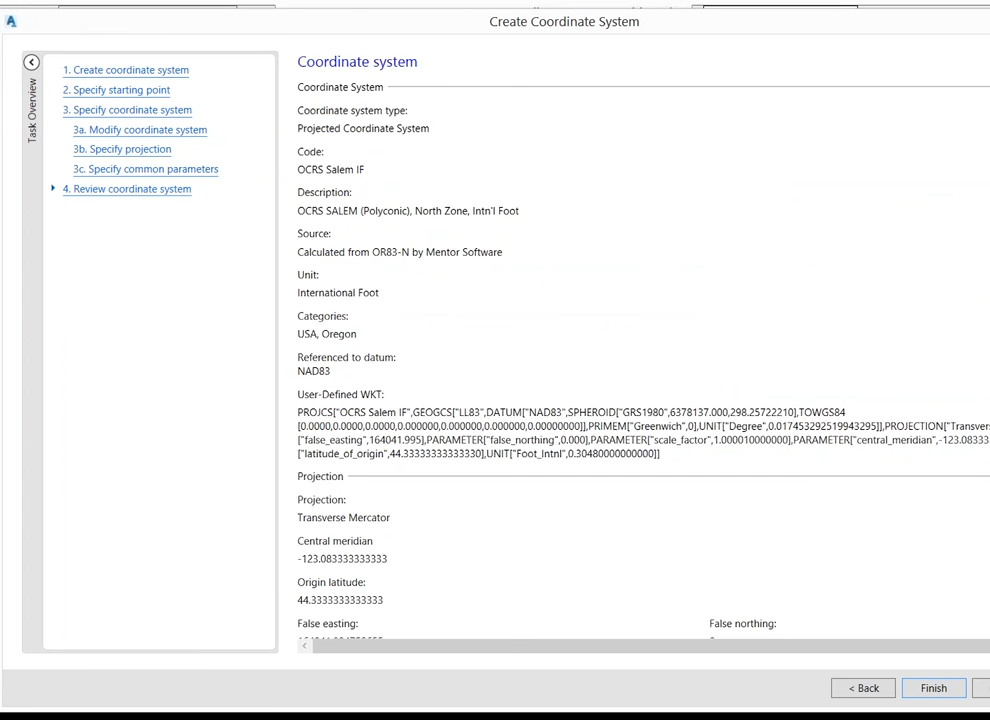 Create Coordinate System
Task Overview
1. Create coordinate system
2. Specify starting point
3. Specify coordinate system
3a. Modify coordinate system
3b. Specify projection
3c. Specify common parameters
4. Review coordinate system
Coordinate system
Coordinate System
Coordinate system type:
Projected Coordinate System
Code:
OCRS Salem IF
Description:
OCRS SALEM (Polyconic), North Zone, Intn'l Foot
Source:
Calculated from OR83-N by Mentor Software
Unit:
International Foot
Categories:
USA, Oregon
Referenced to datum:
NAD83
User-Defined WKT:
PROJCS["OCRS Salem IF",GEOGCS["LL83",DATUM["NAD83",SPHEROID["GRS1980",6378137.000,298.25722210],TOWGS84
[0.0000,0.0000,0.0000,0.000000,0.000000,0.000000,0.00000000]],PRIMEM["Greenwich",0],UNIT["Degree",0.017453292519943295]],PROJECTION["Transver
["false_easting",164041.995],PARAMETER["false_northing",0.000],PARAMETER["scale_factor",1.000010000000],PARAMETER["central_meridian",-123.08333
["latitude_of_origin",44.33333333333330],UNIT["Foot_Intnl",0.30480000000000]]
Projection
Projection:
Transverse Mercator
Central meridian
-123.083333333333
Origin latitude:
44.3333333333333
False easting:
False northing:
< Back
Finish